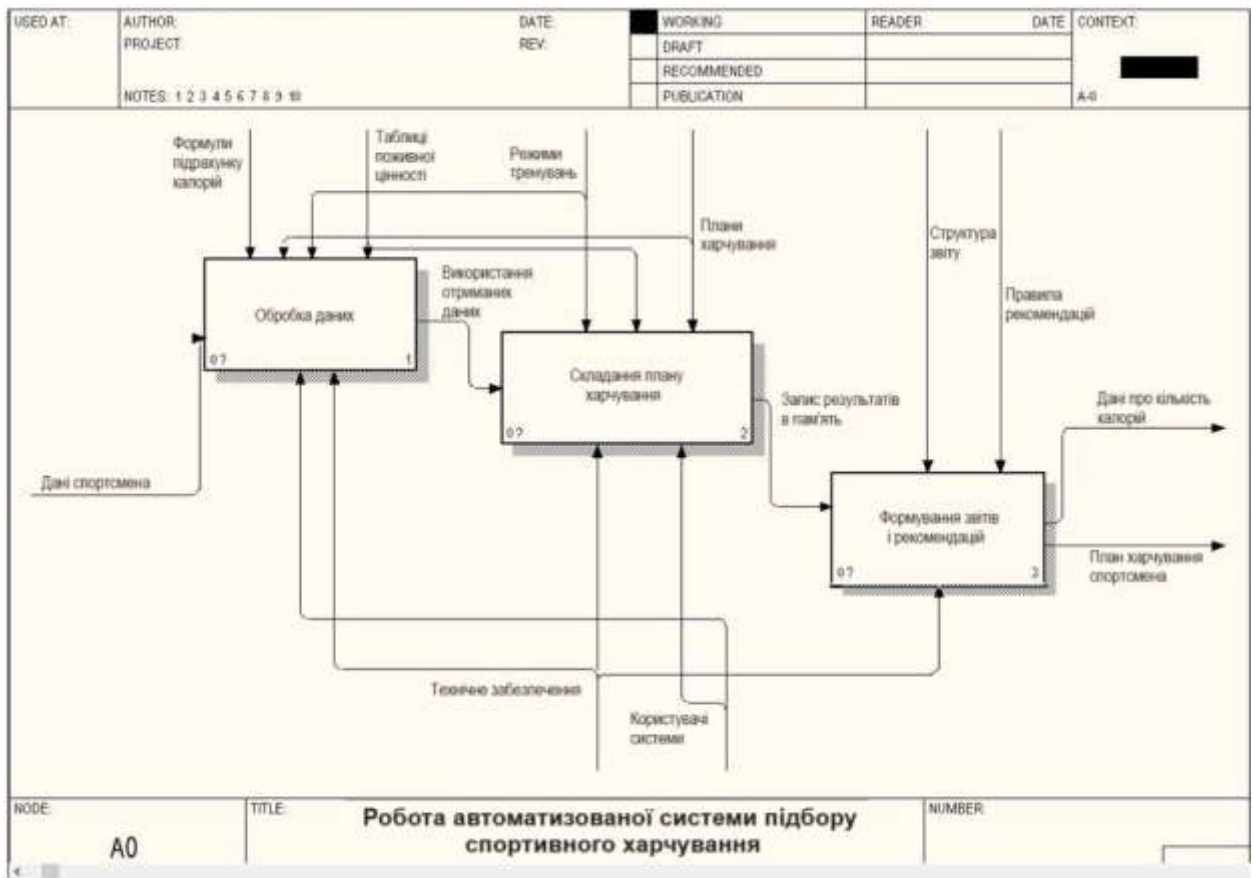 USED AT:
AUTHOR:
DATE:
WORKING
READER
DATE
CONTEXT:
PROJECT:
REV:
DRAFT
RECOMMENDED
NOTES: 1 2 3 4 5 6 7 8 9 10
PUBLICATION
A-0
Формули
підрахунку
калорій
Таблиці
поживної
цінності
Режими
тренувань
Плани
харчування
Структура
звіту
Правила
рекомендацій
Використання
отриманих
даних
Обробка даних
0?
1
Складання плану
харчування
0?
2
Запис результатів
в пам'ять
Дані про кількість
калорій
Дані спортсмена
Формування звітів
і рекомендацій
0?
3
План харчування
спортсмена
Технічне забезпечення
Користувачі
системи
NODE:
A0
TITLE:
Робота автоматизованої системи підбору
спортивного харчування
NUMBER: